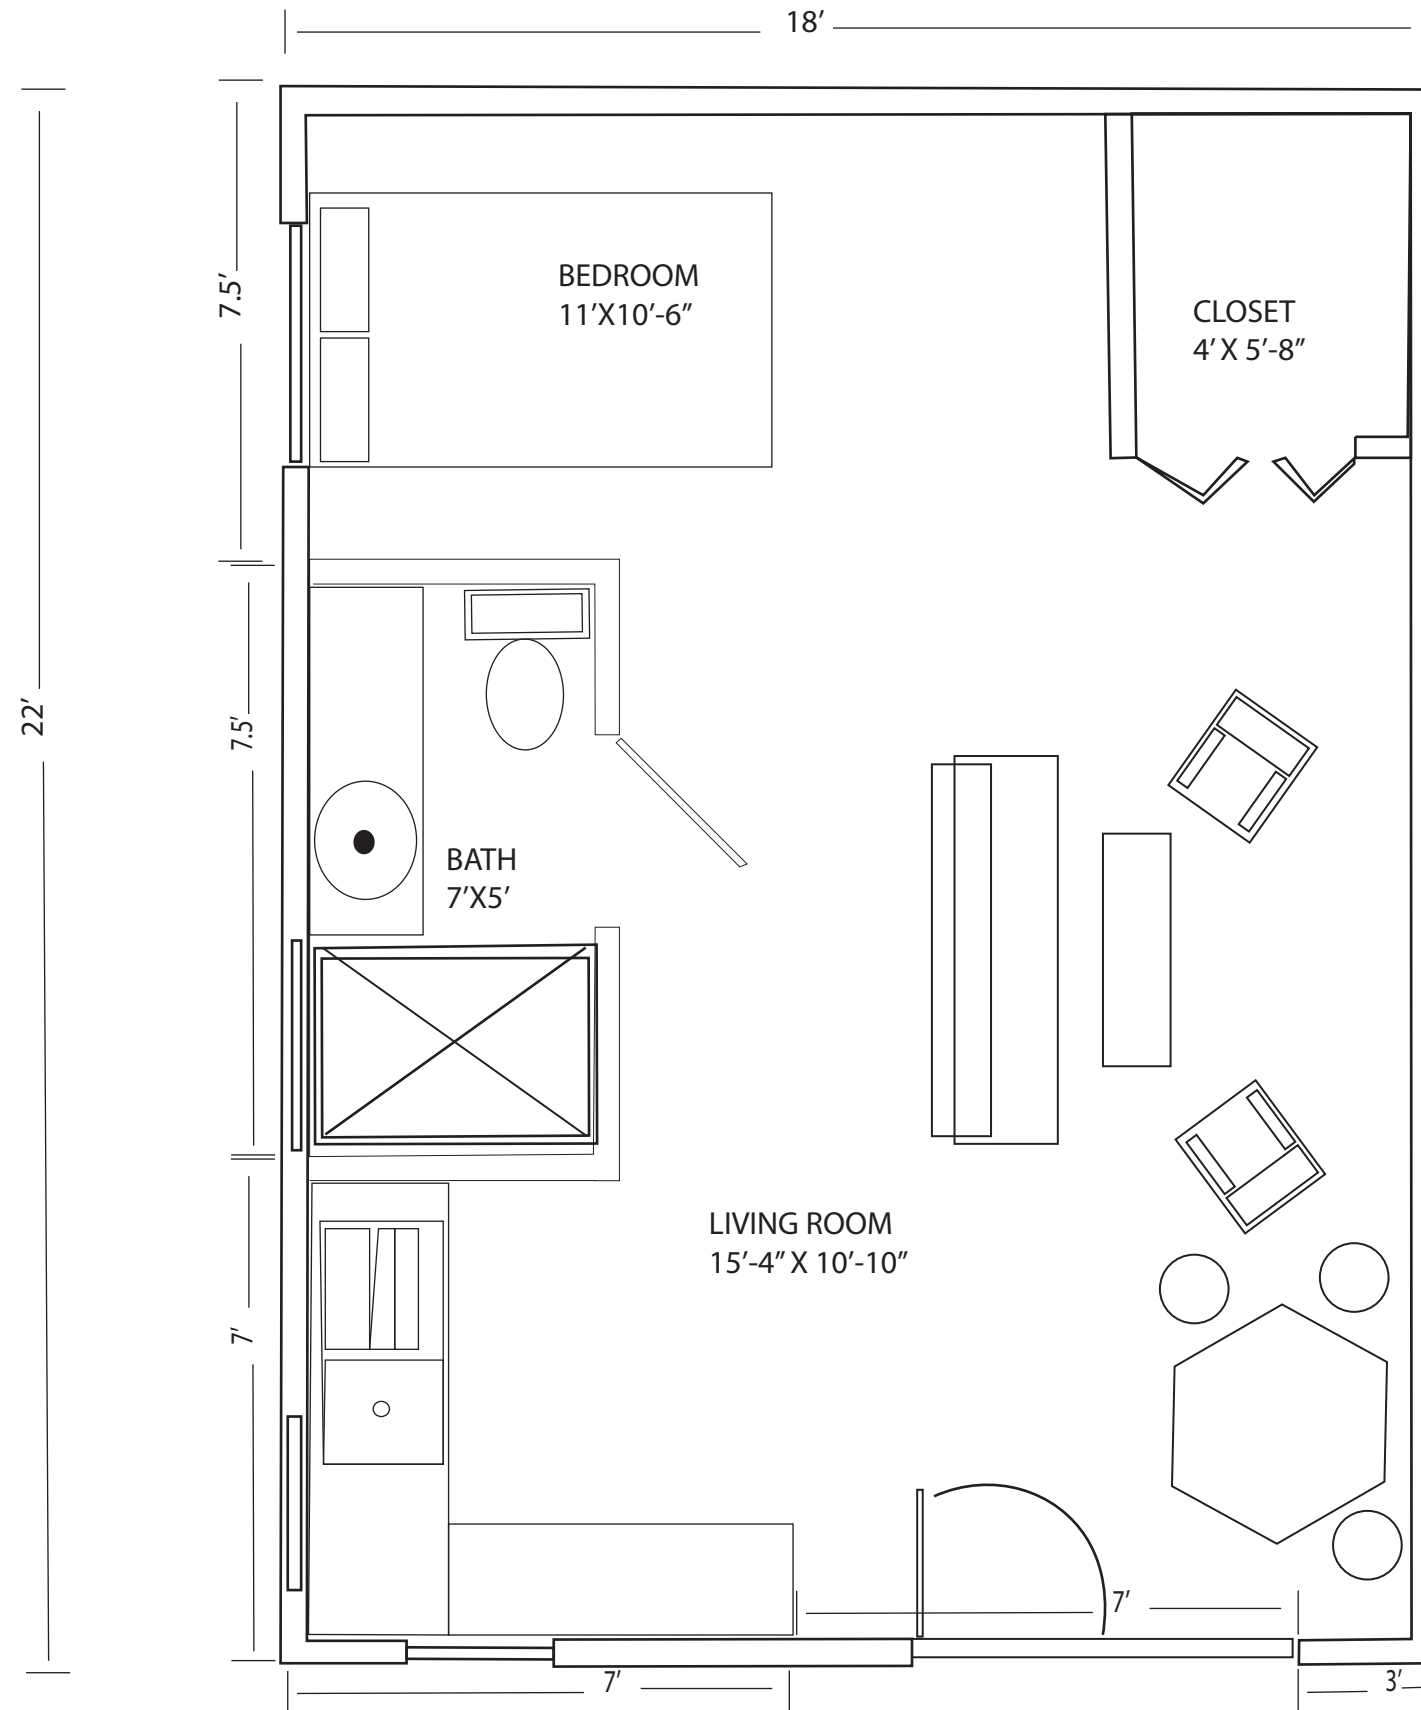 18’
7.5’
BEDROOM
11’X10’-6”
CLOSET
4’ X 5’-8”
22’
7.5’
BATH
7’X5’
LIVING ROOM
15’-4” X 10’-10”
7’
7’
7’
3’